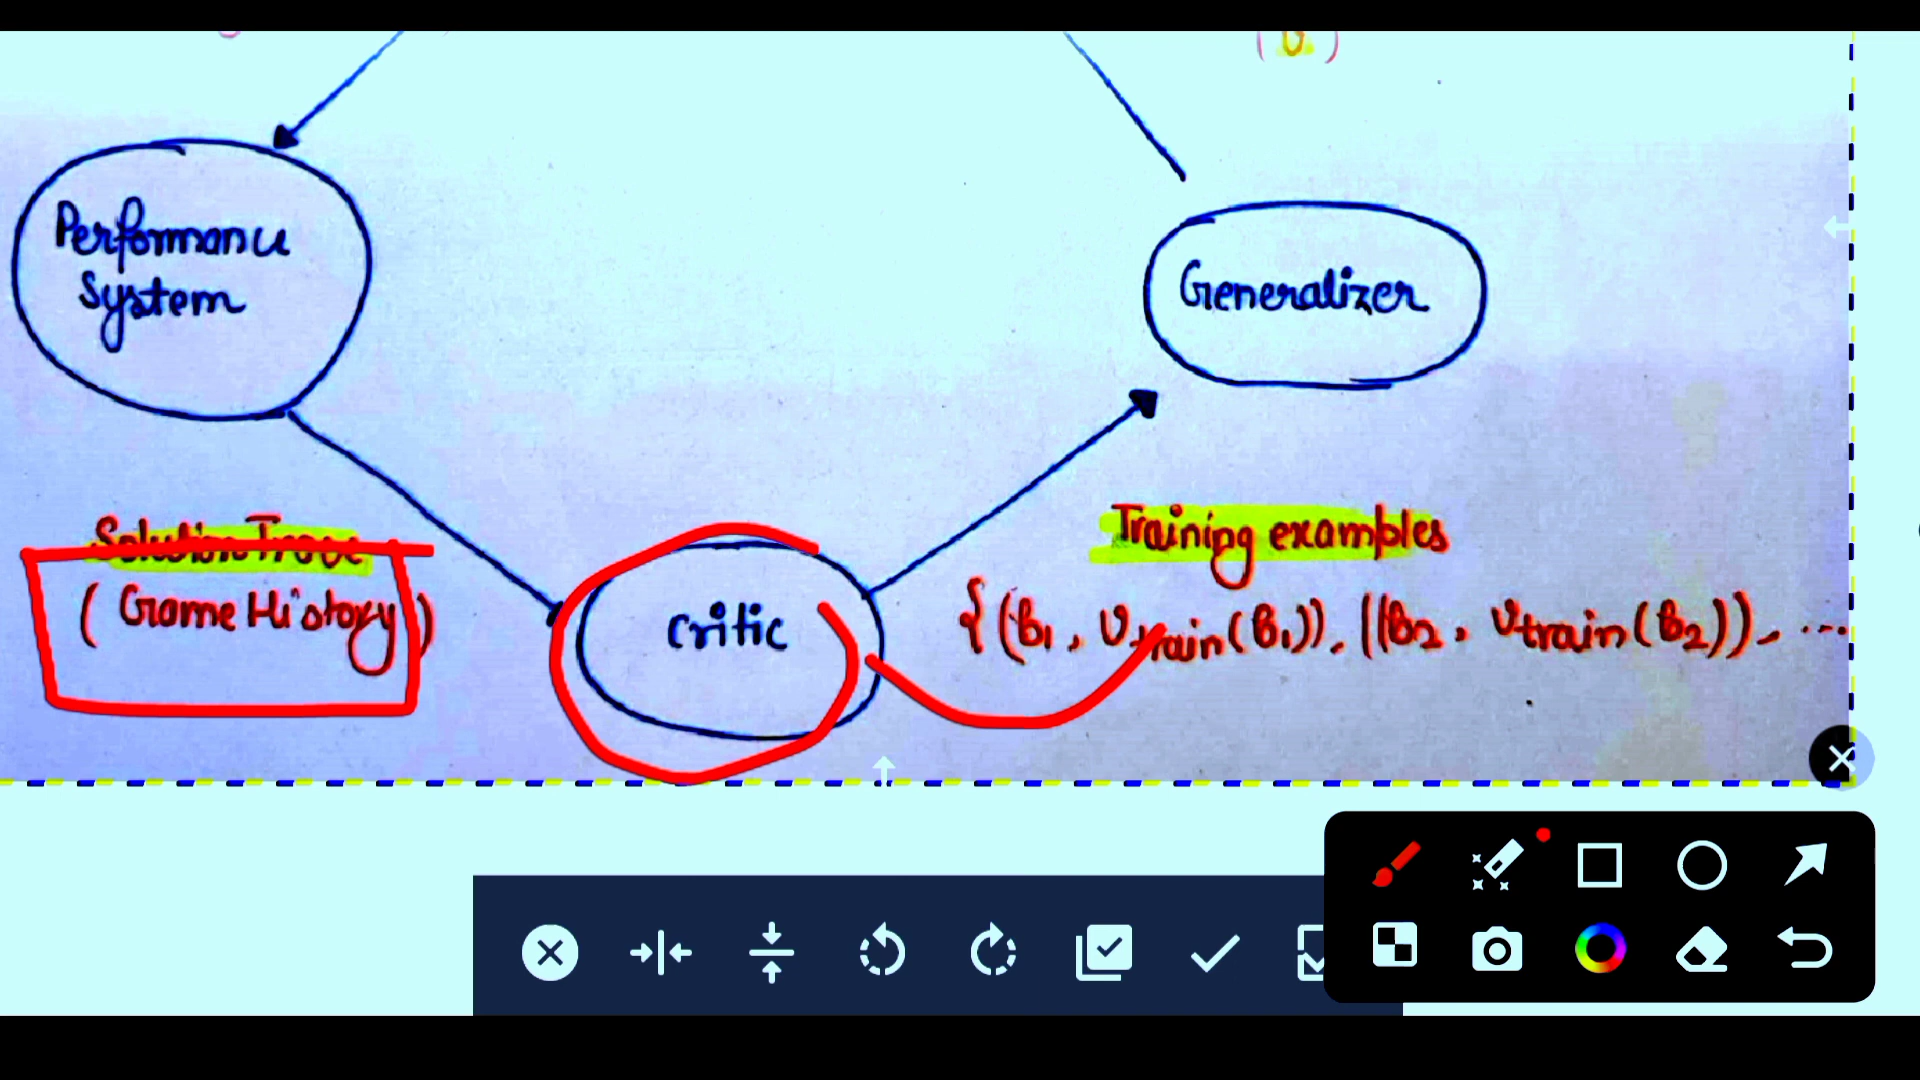 (V̂)
Performance
System
Generalizer
Solution Trace
(Game History)
Critic
Training examples
{(b1, Vtrain(b1)), ((b2, Vtrain(b2)), ...